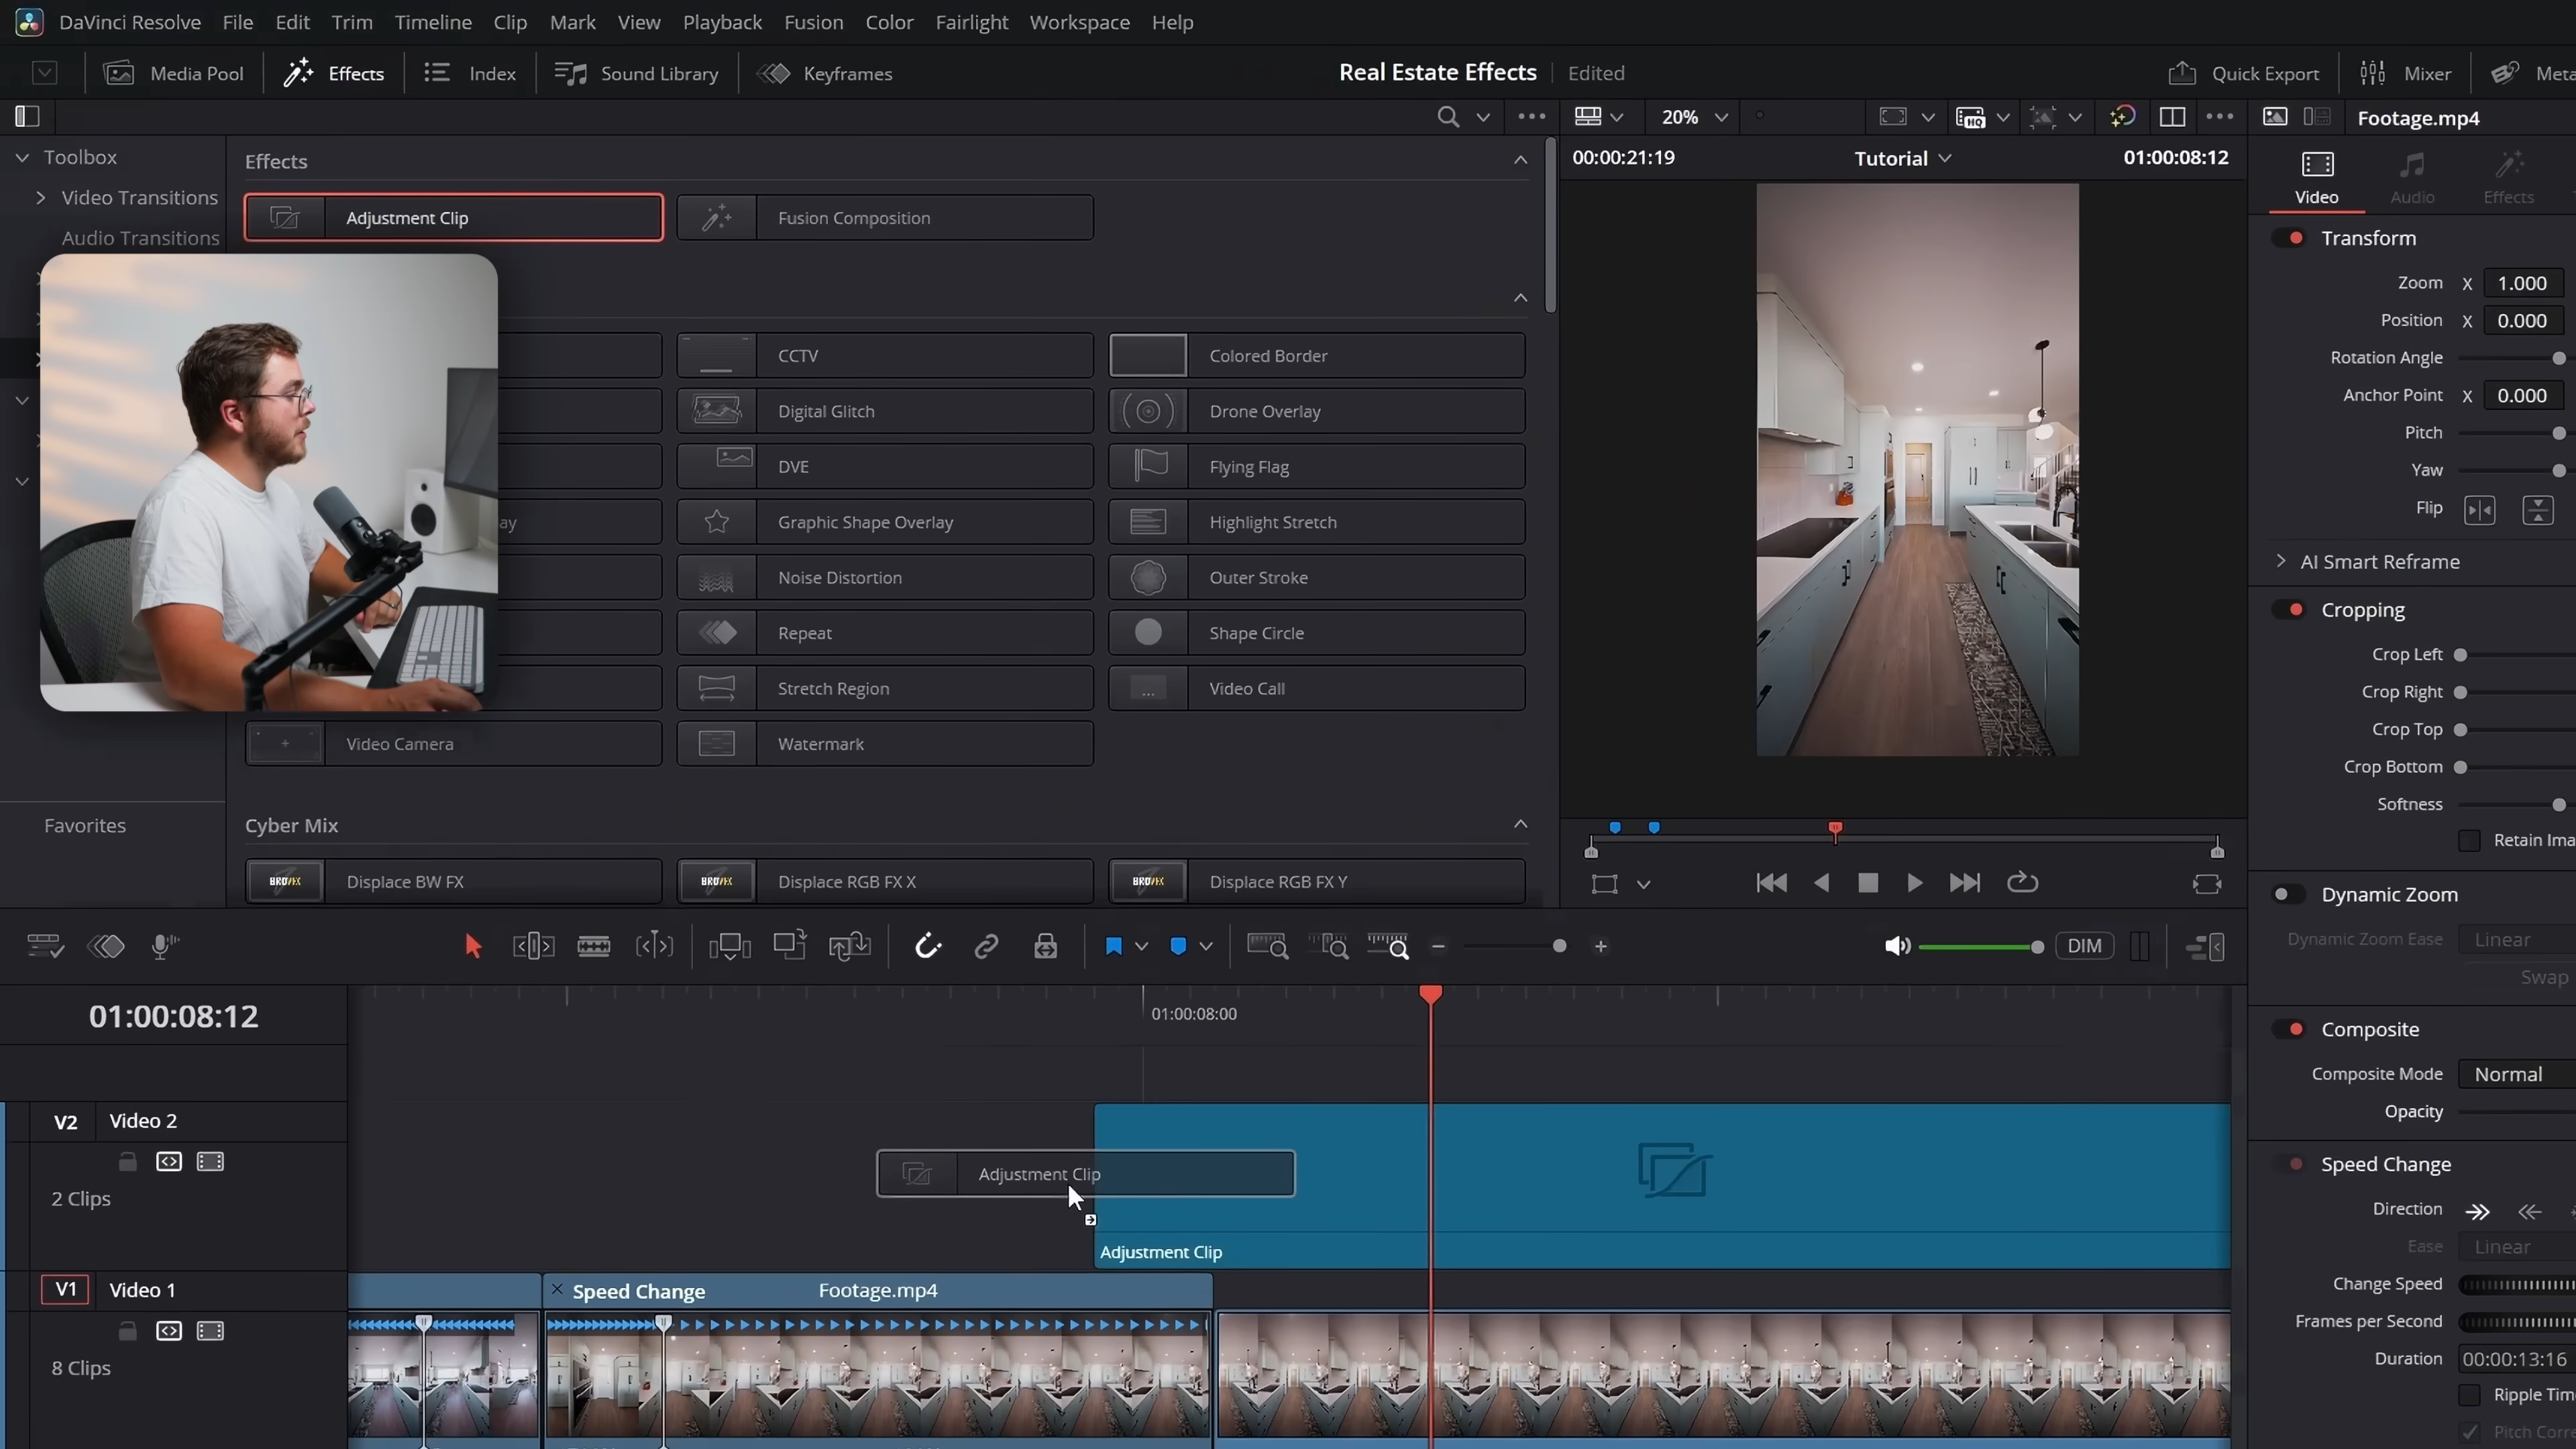 DaVinci Resolve File Edit Trim Timeline Clip Mark View Playback Fusion Color Fairlight Workspace Help
Media Pool Effects Index Sound Library Keyframes Real Estate Effects Edited Quick Export Mixer
20% HQ Footage.mp4
00:00:21:19 Tutorial 01:00:08:12
Video Audio Effects
Toolbox
Video Transitions
Audio Transitions
Favorites
Effects
Adjustment Clip Fusion Composition
CCTV Colored Border
Digital Glitch Drone Overlay
DVE Flying Flag
Graphic Shape Overlay Highlight Stretch
Noise Distortion Outer Stroke
Repeat Shape Circle
Stretch Region Video Call
Video Camera Watermark
Cyber Mix
Displace BW FX Displace RGB FX X Displace RGB FX Y
Transform
Zoom X 1.000
Position X 0.000
Rotation Angle
Anchor Point X 0.000
Pitch
Yaw
Flip
AI Smart Reframe
Cropping
Crop Left
Crop Right
Crop Top
Crop Bottom
Softness
Retain Ima
Dynamic Zoom
Dynamic Zoom Ease Linear
Swap
Composite
Composite Mode Normal
Opacity
Speed Change
Direction
Ease Linear
Change Speed
Frames per Second
Duration 00:00:13:16
Ripple Tim
Pitch Corr
DIM
01:00:08:12
01:00:08:00
V2 Video 2
2 Clips
Adjustment Clip
Adjustment Clip
V1 Video 1
8 Clips
Speed Change Footage.mp4